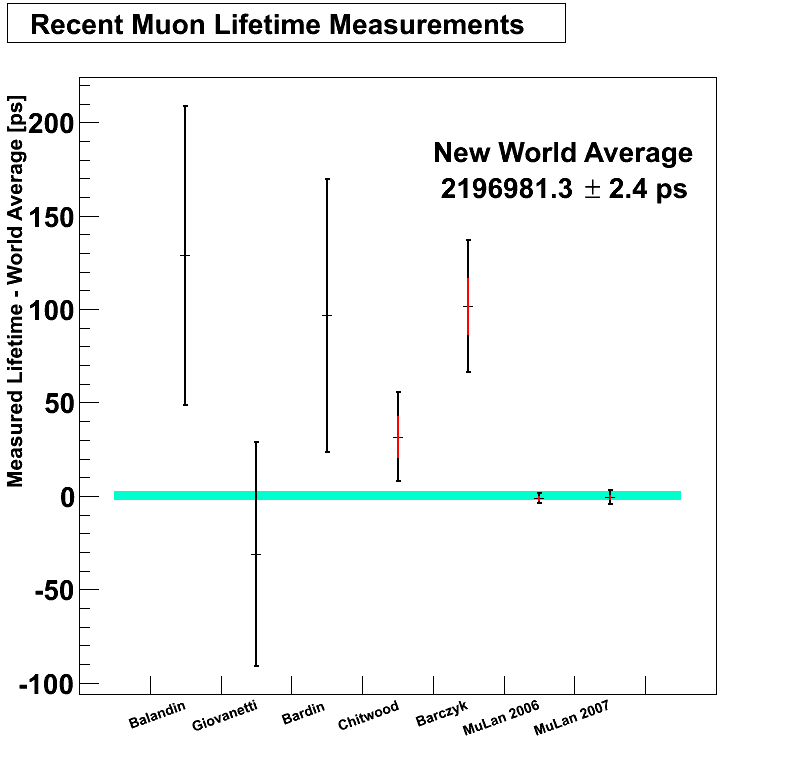 Recent Muon Lifetime Measurements
Measured Lifetime - World Average [ps]
200
150
100
50
0
-50
-100
New World Average
2196981.3 ± 2.4 ps
Balandin
Giovanetti
Bardin
Chitwood
Barczyk
MuLan 2006
MuLan 2007